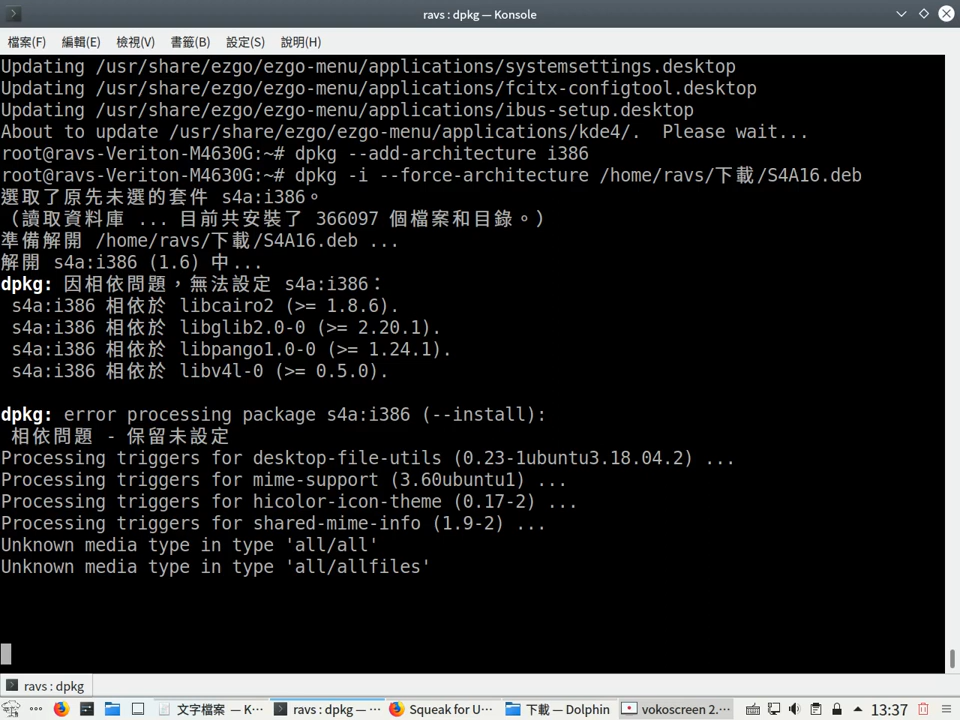 ravs : dpkg — Konsole
檔案(F) 編輯(E) 檢視(V) 書籤(B) 設定(S) 說明(H)
Updating /usr/share/ezgo/ezgo-menu/applications/systemsettings.desktop
Updating /usr/share/ezgo/ezgo-menu/applications/fcitx-configtool.desktop
Updating /usr/share/ezgo/ezgo-menu/applications/ibus-setup.desktop
About to update /usr/share/ezgo/ezgo-menu/applications/kde4/.  Please wait...
root@ravs-Veriton-M4630G:~# dpkg --add-architecture i386
root@ravs-Veriton-M4630G:~# dpkg -i --force-architecture /home/ravs/下載/S4A16.deb
選取了原先未選的套件 s4a:i386。
（讀取資料庫 ... 目前共安裝了 366097 個檔案和目錄。）
準備解開 /home/ravs/下載/S4A16.deb ...
解開 s4a:i386 (1.6) 中...
dpkg: 因相依問題，無法設定 s4a:i386：
 s4a:i386 相依於 libcairo2 (>= 1.8.6).
 s4a:i386 相依於 libglib2.0-0 (>= 2.20.1).
 s4a:i386 相依於 libpango1.0-0 (>= 1.24.1).
 s4a:i386 相依於 libv4l-0 (>= 0.5.0).
dpkg: error processing package s4a:i386 (--install):
 相依問題 - 保留未設定
Processing triggers for desktop-file-utils (0.23-1ubuntu3.18.04.2) ...
Processing triggers for mime-support (3.60ubuntu1) ...
Processing triggers for hicolor-icon-theme (0.17-2) ...
Processing triggers for shared-mime-info (1.9-2) ...
Unknown media type in type 'all/all'
Unknown media type in type 'all/allfiles'
ravs : dpkg
文字檔案 — K··· ravs : dpkg — ··· Squeak for U··· 下載 — Dolphin vokoscreen 2.··· 13:37